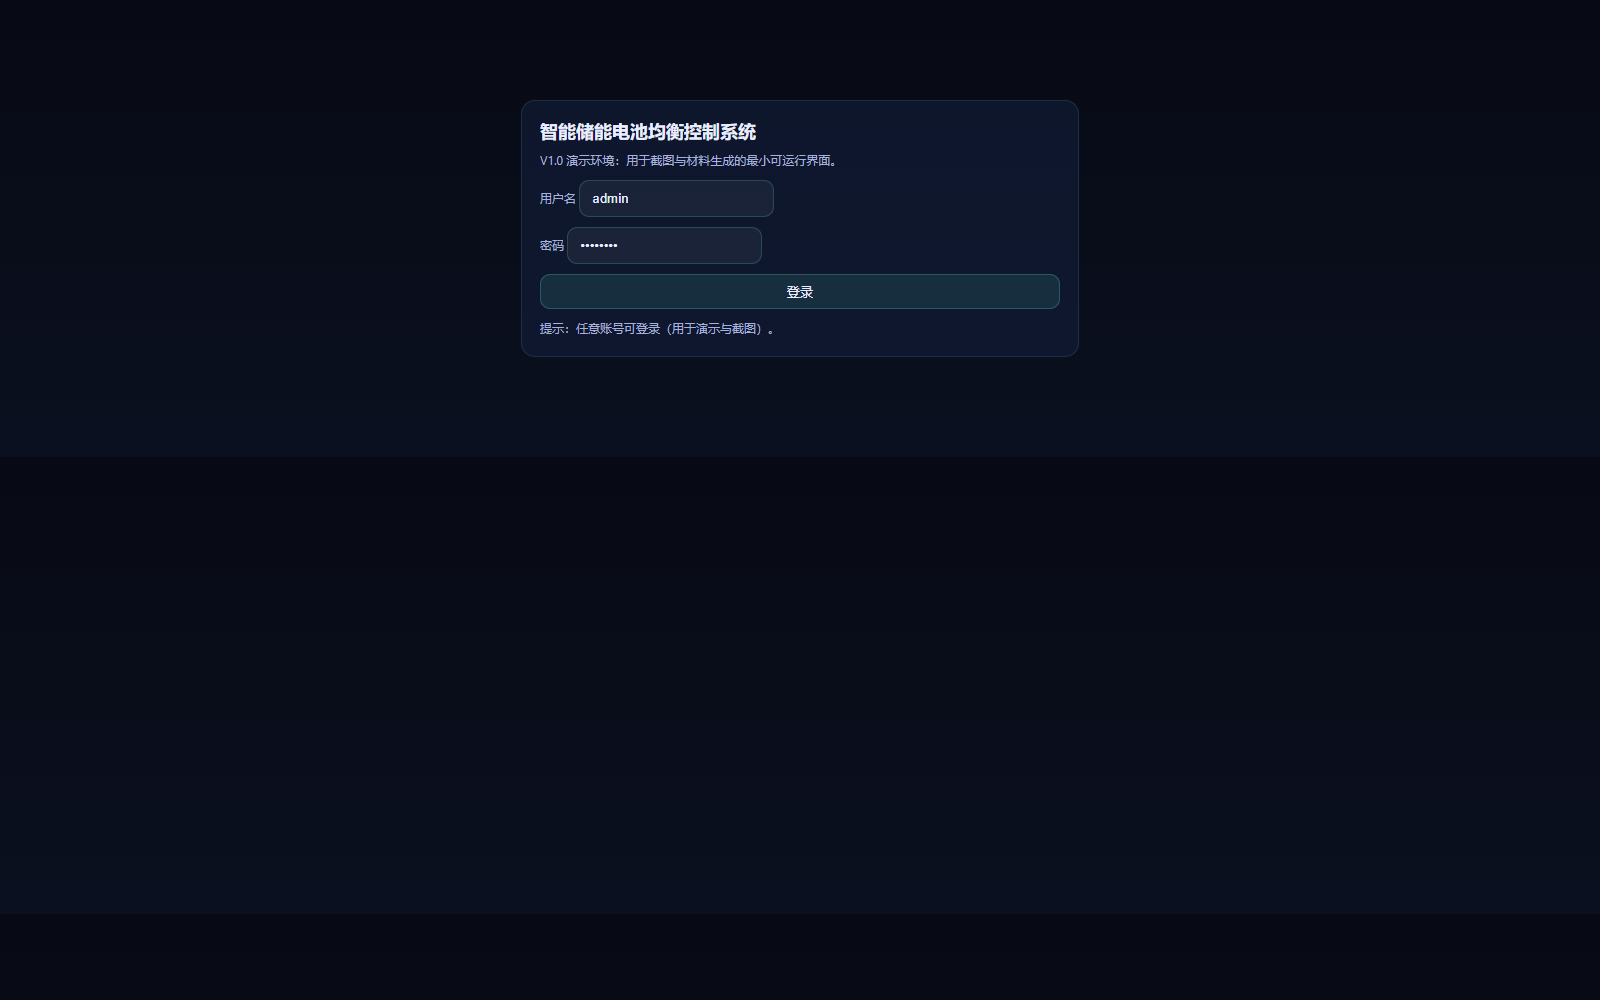 智能储能电池均衡控制系统
V1.0 演示环境：用于截图与材料生成的最小可运行界面。
用户名 admin
密码 ••••••••
登录
提示：任意账号可登录（用于演示与截图）。